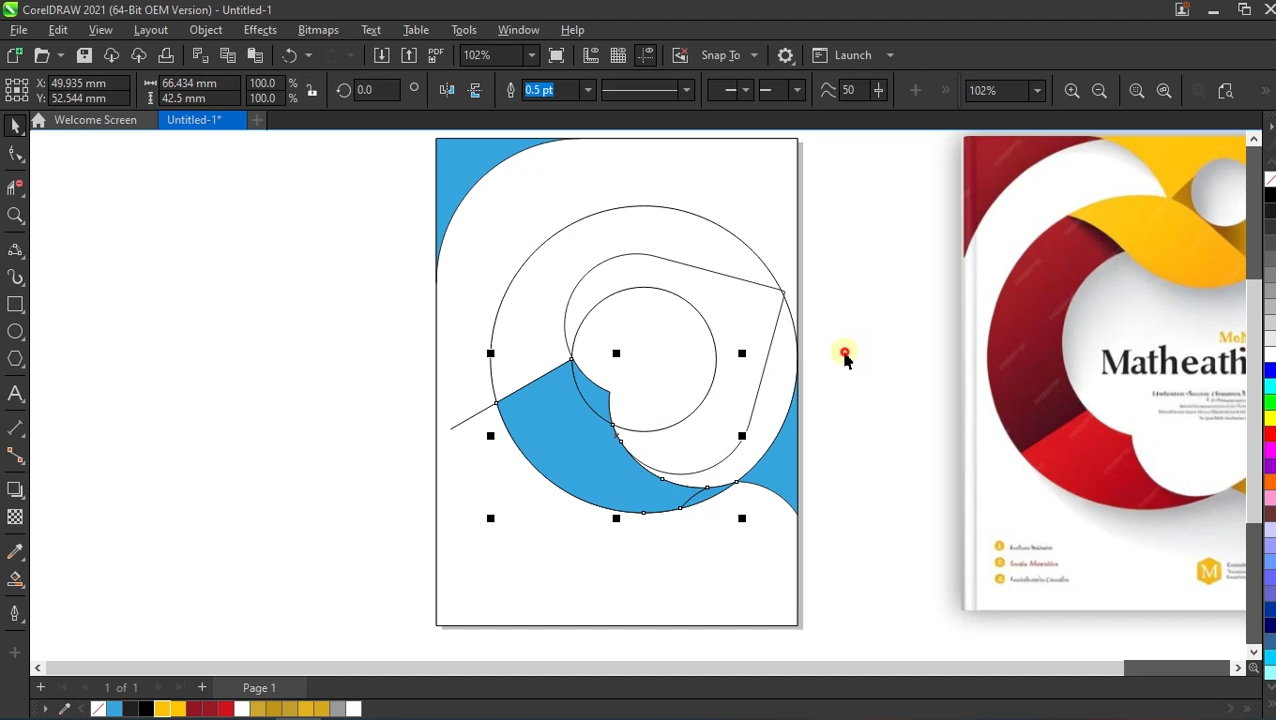 CorelDRAW 2021 (64-Bit OEM Version) - Untitled-1*
File Edit View Layout Object Effects Bitmaps Text Table Tools Window Help
PDF 102% Snap To Launch
X: 49.935 mm 66.434 mm 100.0 %
Y: 52.544 mm 42.5 mm 100.0 %
0.0 0.5 pt 50 102%
Welcome Screen Untitled-1*
M
1 of 1 Page 1